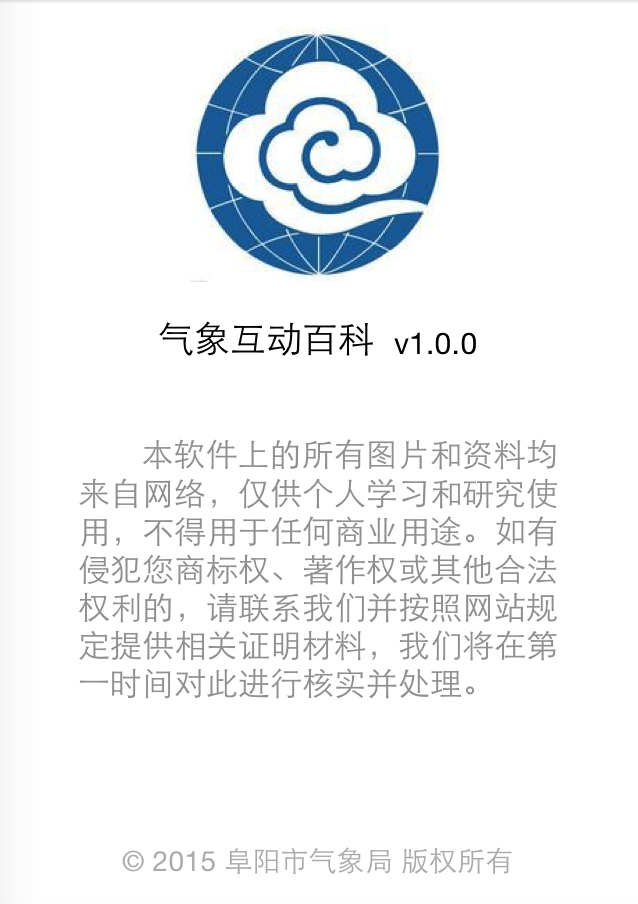 气象互动百科 v1.0.0
本软件上的所有图片和资料均
来自网络，仅供个人学习和研究使
用，不得用于任何商业用途。如有
侵犯您商标权、著作权或其他合法
权利的，请联系我们并按照网站规
定提供相关证明材料，我们将在第
一时间对此进行核实并处理。
© 2015 阜阳市气象局 版权所有